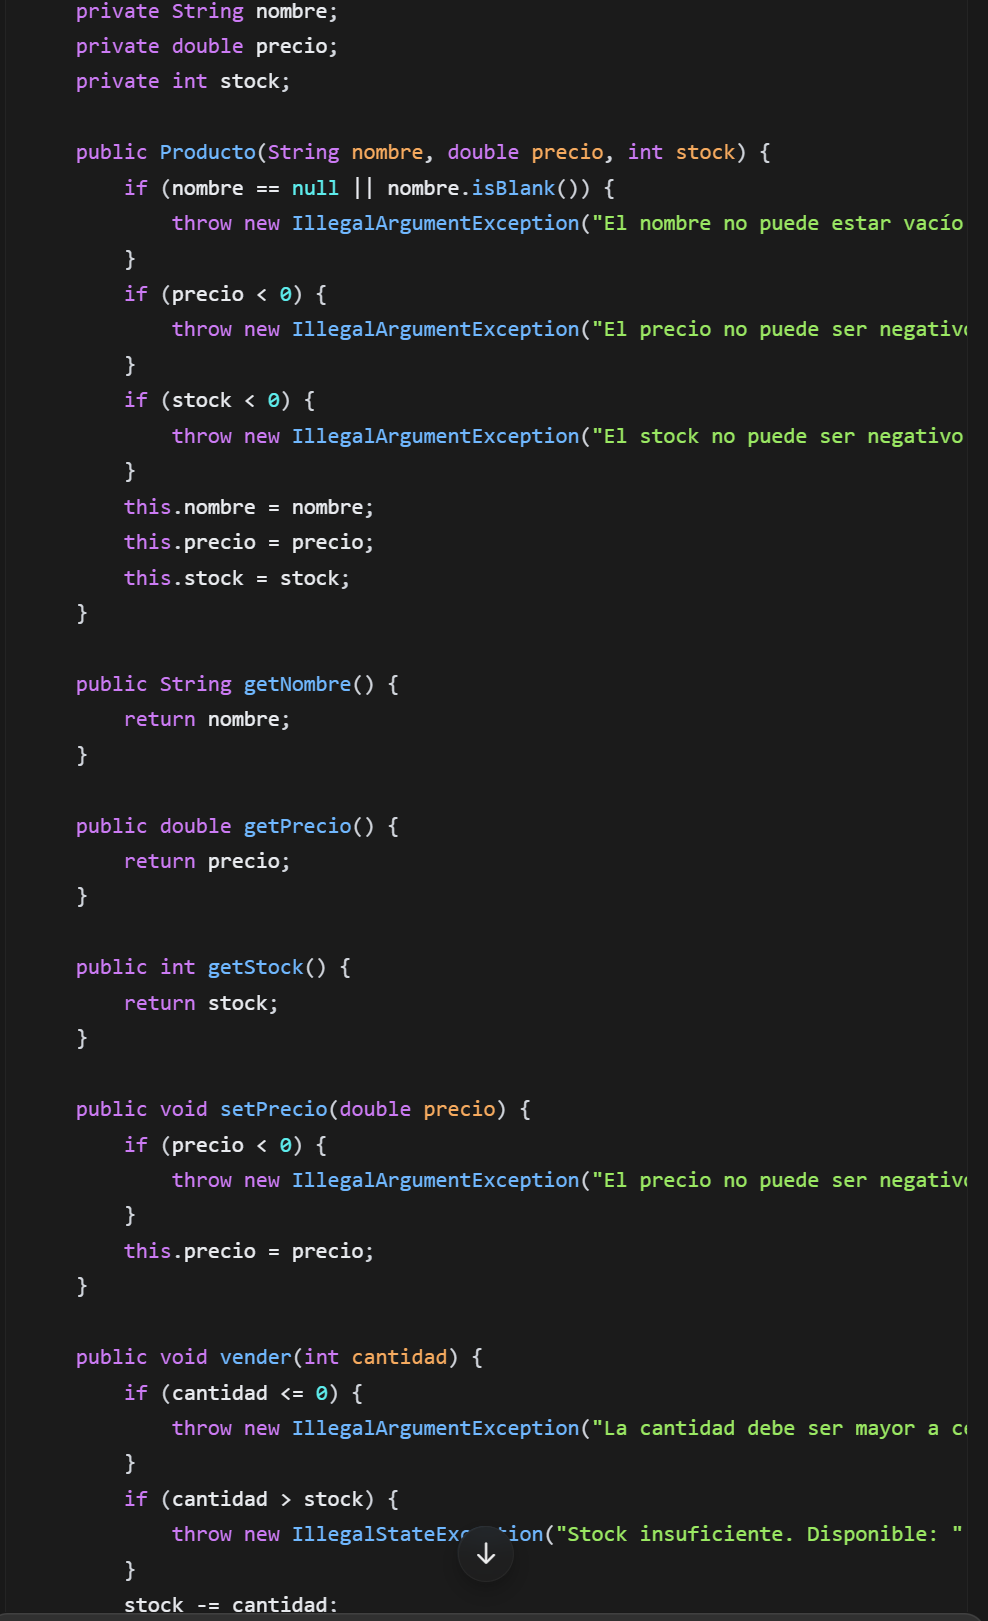 private String nombre;
private double precio;
private int stock;
public Producto(String nombre, double precio, int stock) {
if (nombre == null || nombre.isBlank()) {
throw new IllegalArgumentException("El nombre no puede estar vacío
}
if (precio < 0) {
throw new IllegalArgumentException("El precio no puede ser negativo
}
if (stock < 0) {
throw new IllegalArgumentException("El stock no puede ser negativo
}
this.nombre = nombre;
this.precio = precio;
this.stock = stock;
}
public String getNombre() {
return nombre;
}
public double getPrecio() {
return precio;
}
public int getStock() {
return stock;
}
public void setPrecio(double precio) {
if (precio < 0) {
throw new IllegalArgumentException("El precio no puede ser negativo
}
this.precio = precio;
}
public void vender(int cantidad) {
if (cantidad <= 0) {
throw new IllegalArgumentException("La cantidad debe ser mayor a
}
if (cantidad > stock) {
throw new IllegalStateException("Stock insuficiente. Disponible: "
}
stock -= cantidad;